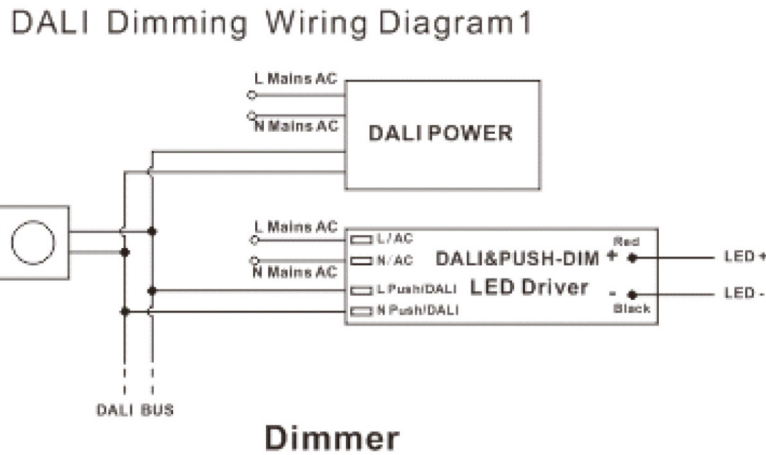 DALI Dimming Wiring Diagram1
L Mains AC
N Mains AC
DALI POWER
L Mains AC
N Mains AC
L/AC
N/AC
L Push/DALI
N Push/DALI
DALI&PUSH-DIM
LED Driver
Red
+
-
Black
LED +
LED -
DALI BUS
Dimmer